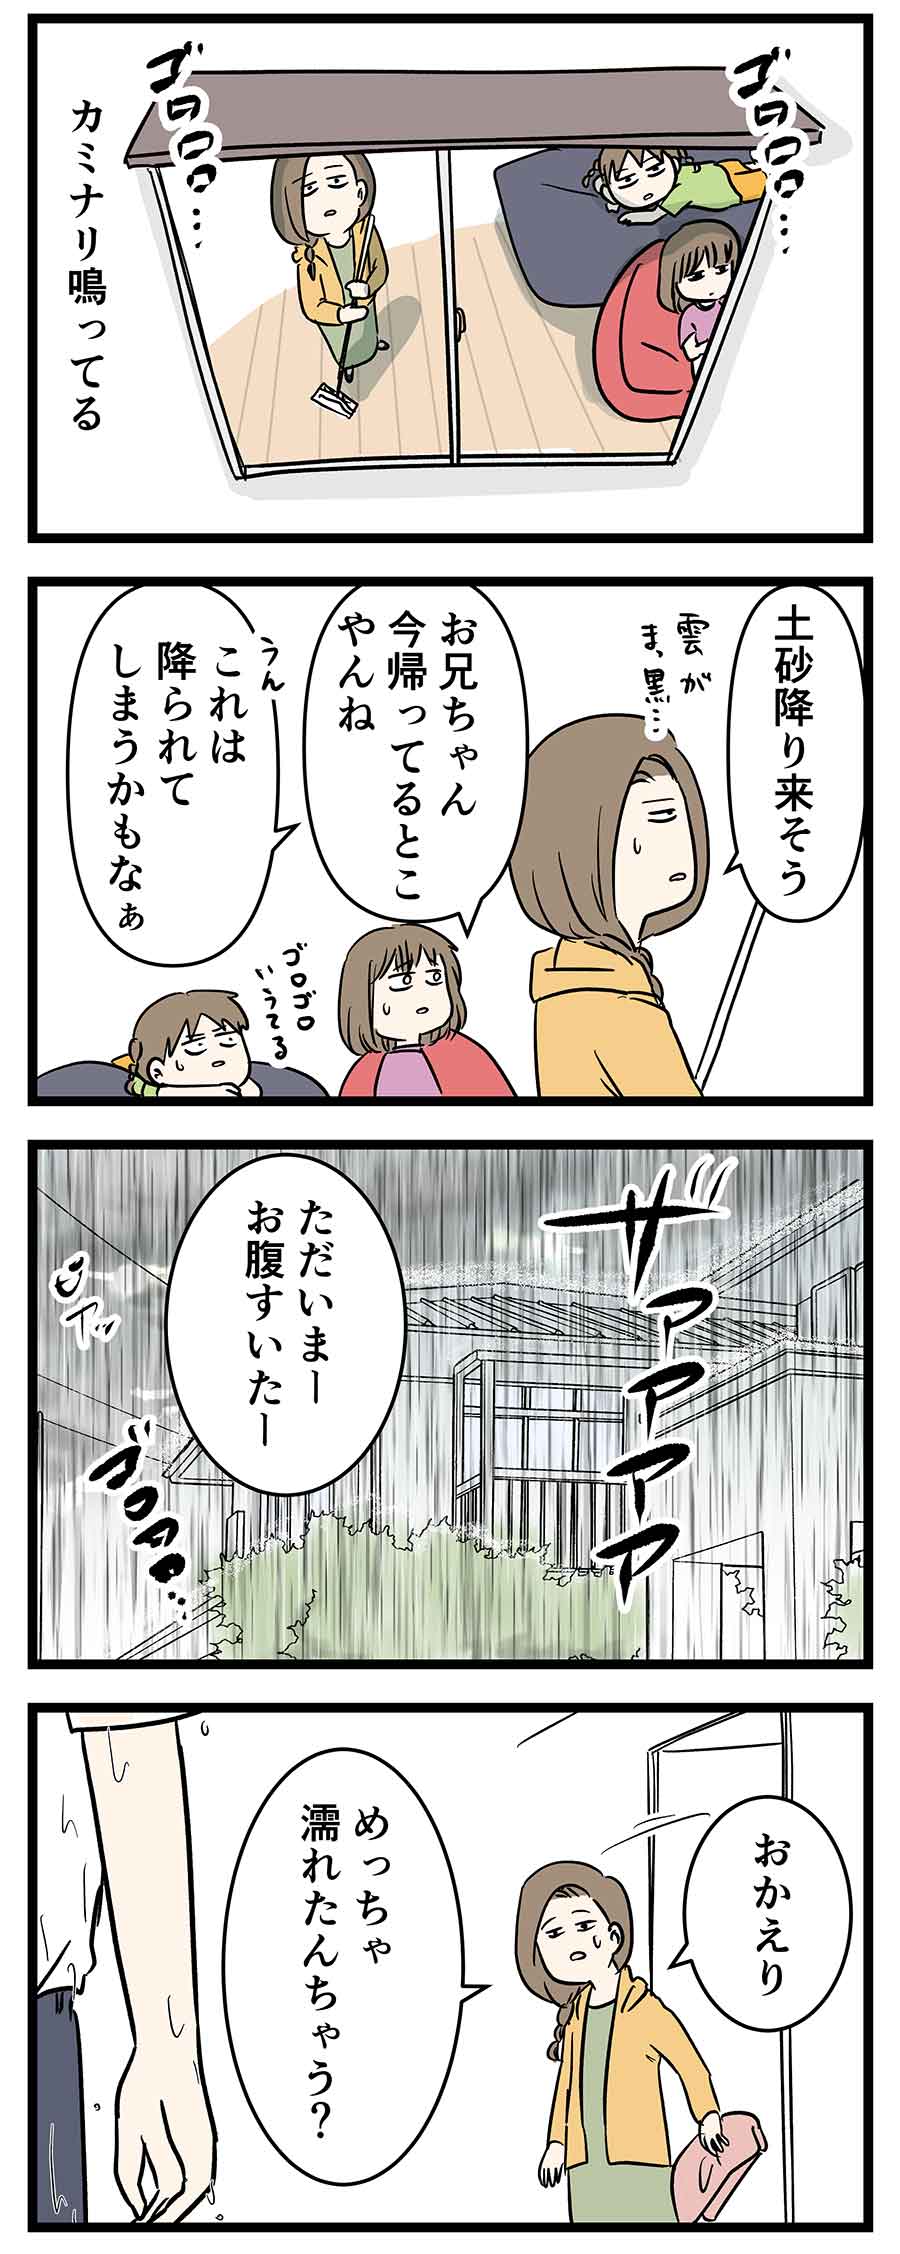 ゴロロロ…
ゴロロロ…
カミナリ鳴ってる
土砂降り来そう
雲が
まっ黒…
お兄ちゃん
今帰ってるとこ
やんね
うん
これは
降られて
しまうかもなぁ
ゴロゴロ
いうてる
ザアアアア
ただいまー
お腹すいたー
ゴロロロ…
おかえり
めっちゃ
濡れたんちゃう？